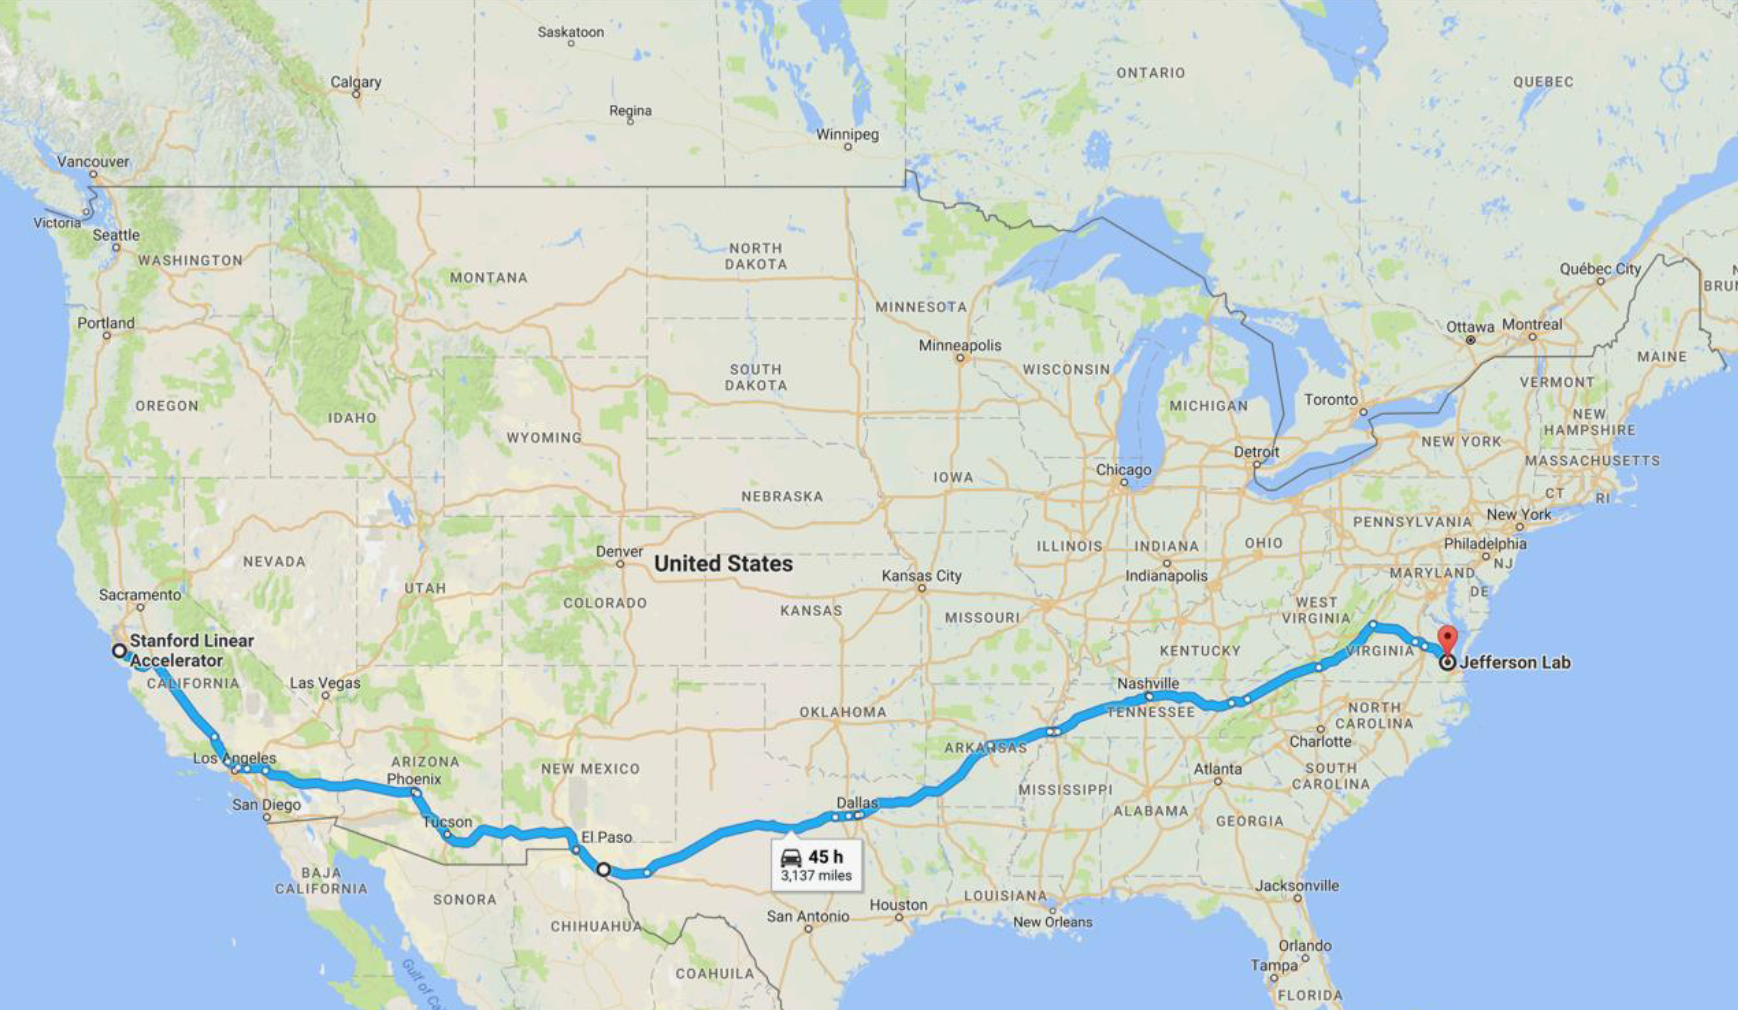 Saskatoon
ONTARIO
QUEBEC
Calgary
Regina
Winnipeg
Vancouver
Victoria
Seattle
WASHINGTON
NORTH
DAKOTA
MONTANA
Québec City
MINNESOTA
Portland
Ottawa
Montreal
Minneapolis
MAINE
WISCONSIN
SOUTH
DAKOTA
VERMONT
OREGON
IDAHO
MICHIGAN
Toronto
NEW
HAMPSHIRE
WYOMING
NEW YORK
Detroit
MASSACHUSETTS
Chicago
IOWA
NEBRASKA
CT
RI
New York
PENNSYLVANIA
ILLINOIS
INDIANA
OHIO
Philadelphia
Denver
United States
NEVADA
NJ
Kansas City
Indianapolis
MARYLAND
UTAH
DE
Sacramento
COLORADO
KANSAS
MISSOURI
WEST
VIRGINIA
Stanford Linear
Accelerator
KENTUCKY
VIRGINIA
Jefferson Lab
CALIFORNIA
Las Vegas
Nashville
OKLAHOMA
TENNESSEE
NORTH
CAROLINA
Charlotte
ARKANSAS
Los Angeles
ARIZONA
Phoenix
NEW MEXICO
Atlanta
SOUTH
CAROLINA
MISSISSIPPI
San Diego
Dallas
ALABAMA
GEORGIA
Tucson
El Paso
45 h
3,137 miles
BAJA
CALIFORNIA
Jacksonville
SONORA
LOUISIANA
Houston
San Antonio
New Orleans
CHIHUAHUA
Orlando
Tampa
COAHUILA
FLORIDA